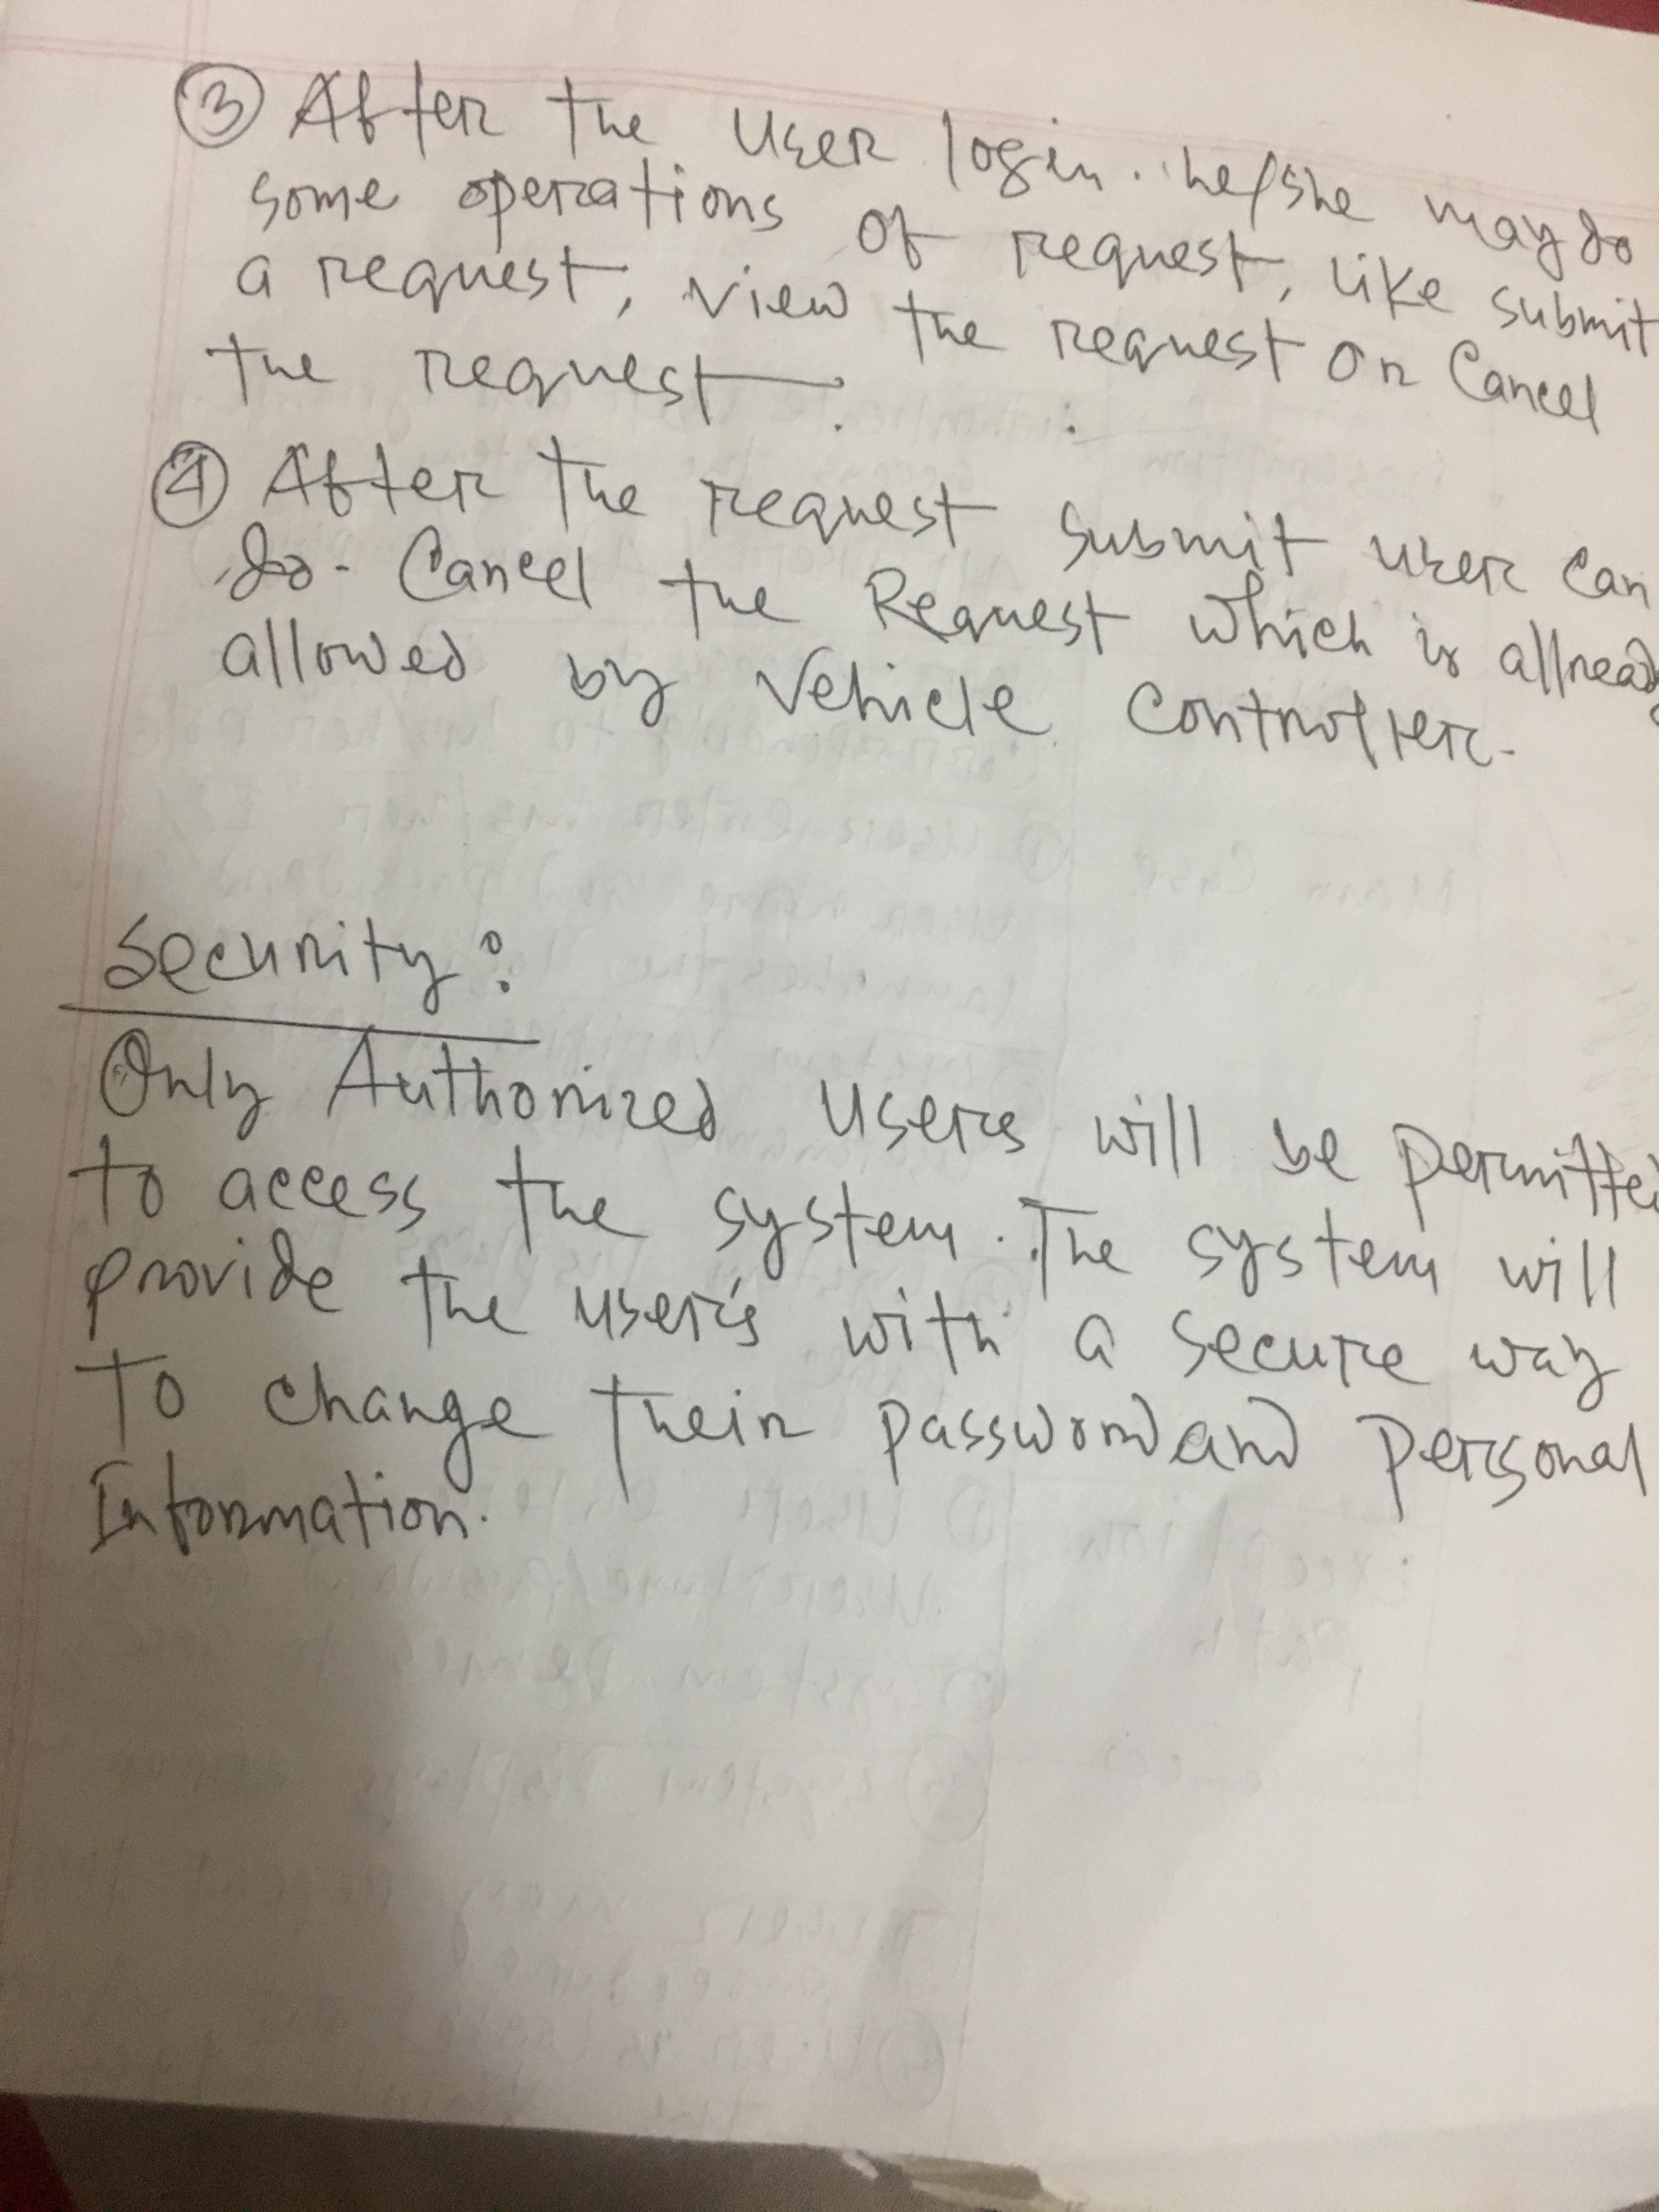 ③ After the User login. he/she may do
some operations of request, like submit
a request, view the request or Cancel
the request.
④ After the request submit user can
do - Cancel the Request which is allready
allowed by Vehicle Controller.
Security:
Only Authorized Users will be permitted
to access the system. The system will
provide the user's with a secure way
to change their password and personal
Information.